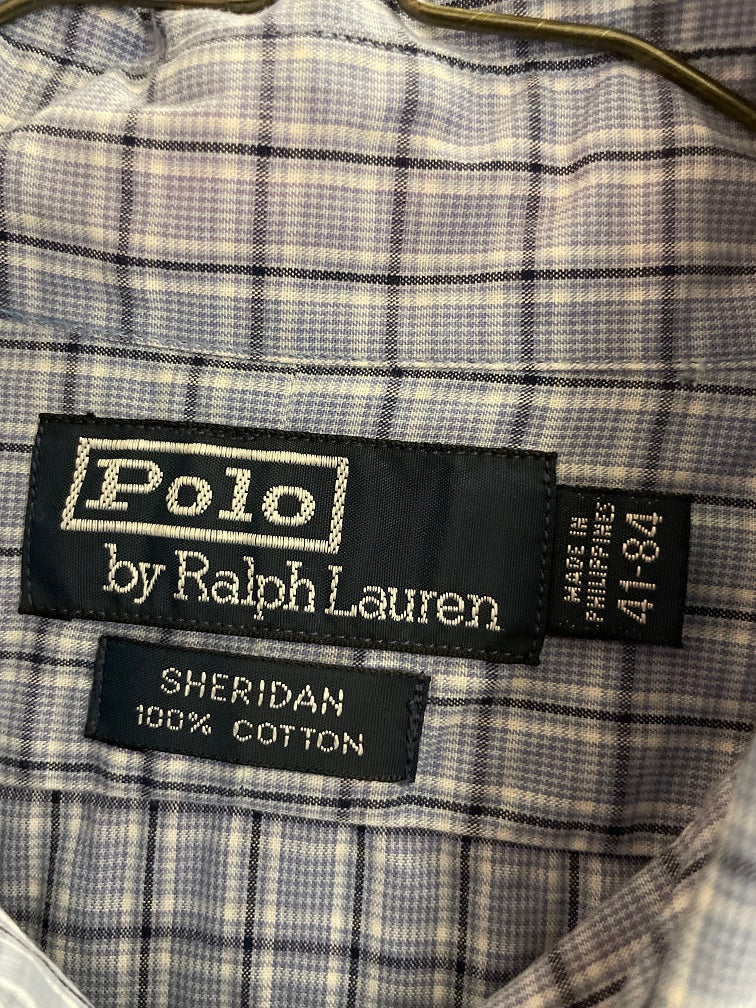 Polo
by Ralph Lauren
MADE IN
PHILIPPINES
41-84
SHERIDAN
100% COTTON